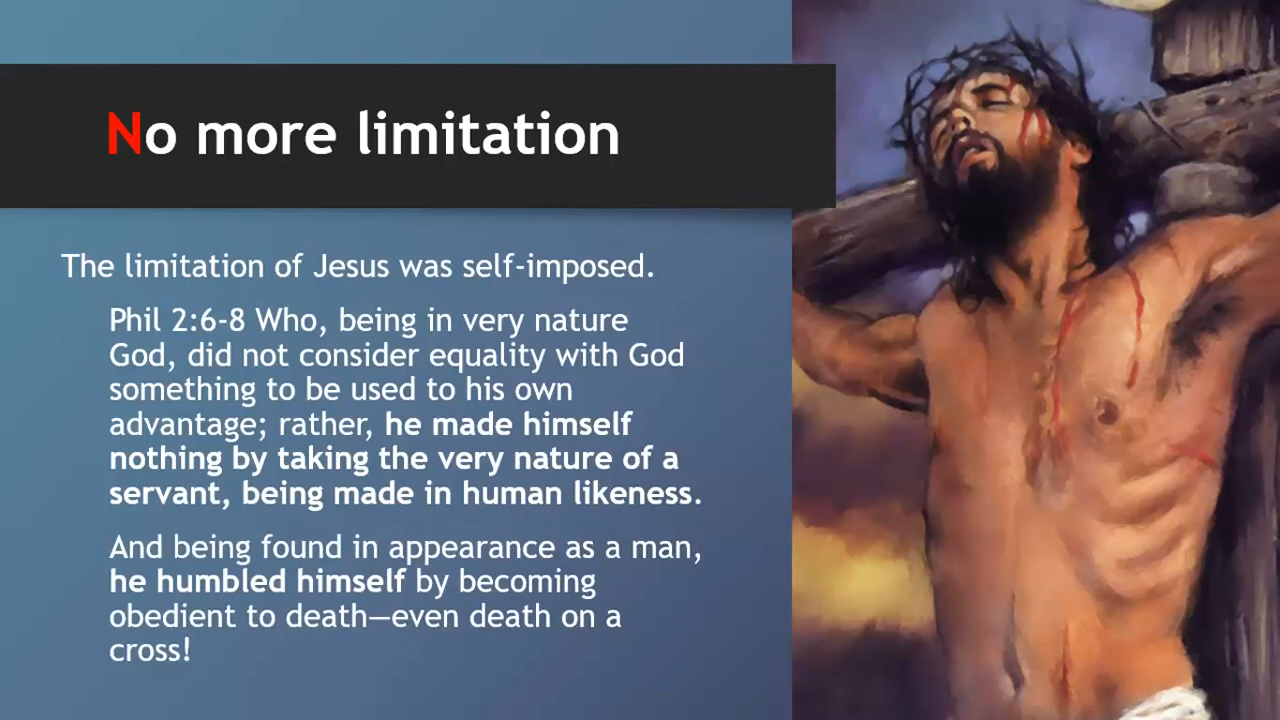 No more limitation
The limitation of Jesus was self-imposed.
Phil 2:6-8 Who, being in very nature
God, did not consider equality with God
something to be used to his own
advantage; rather, he made himself
nothing by taking the very nature of a
servant, being made in human likeness.
And being found in appearance as a man,
he humbled himself by becoming
obedient to death—even death on a
cross!